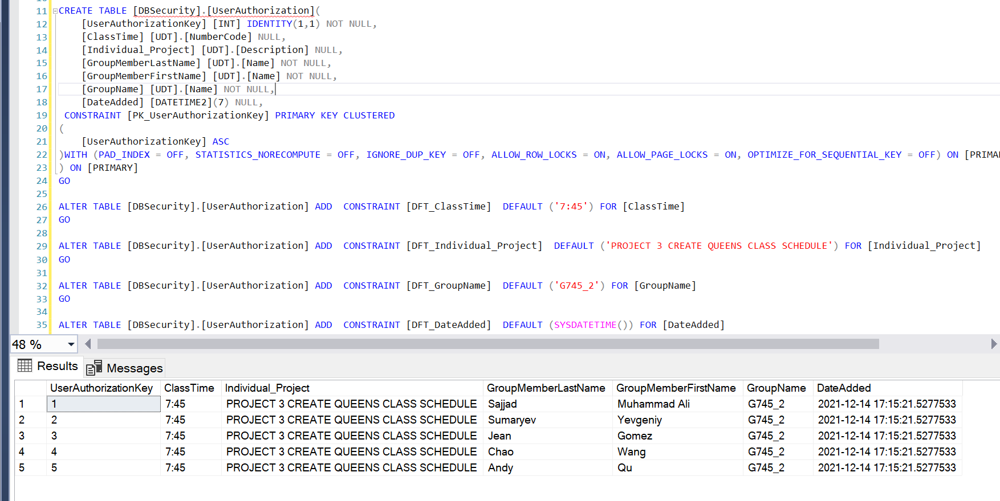 11 CREATE TABLE [DBSecurity].[UserAuthorization](
12 [UserAuthorizationKey] [INT] IDENTITY(1,1) NOT NULL,
13 [ClassTime] [UDT].[NumberCode] NULL,
14 [Individual_Project] [UDT].[Description] NULL,
15 [GroupMemberLastName] [UDT].[Name] NOT NULL,
16 [GroupMemberFirstName] [UDT].[Name] NOT NULL,
17 [GroupName] [UDT].[Name] NOT NULL,
18 [DateAdded] [DATETIME2](7) NULL,
19 CONSTRAINT [PK_UserAuthorizationKey] PRIMARY KEY CLUSTERED
20 (
21 [UserAuthorizationKey] ASC
22 )WITH (PAD_INDEX = OFF, STATISTICS_NORECOMPUTE = OFF, IGNORE_DUP_KEY = OFF, ALLOW_ROW_LOCKS = ON, ALLOW_PAGE_LOCKS = ON, OPTIMIZE_FOR_SEQUENTIAL_KEY = OFF) ON [PRIMA
23 ) ON [PRIMARY]
24 GO
25
26 ALTER TABLE [DBSecurity].[UserAuthorization] ADD  CONSTRAINT [DFT_ClassTime]  DEFAULT ('7:45') FOR [ClassTime]
27 GO
28
29 ALTER TABLE [DBSecurity].[UserAuthorization] ADD  CONSTRAINT [DFT_Individual_Project]  DEFAULT ('PROJECT 3 CREATE QUEENS CLASS SCHEDULE') FOR [Individual_Project]
30 GO
31
32 ALTER TABLE [DBSecurity].[UserAuthorization] ADD  CONSTRAINT [DFT_GroupName]  DEFAULT ('G745_2') FOR [GroupName]
33 GO
34
35 ALTER TABLE [DBSecurity].[UserAuthorization] ADD  CONSTRAINT [DFT_DateAdded]  DEFAULT (SYSDATETIME()) FOR [DateAdded]
48 %
Results Messages
UserAuthorizationKey ClassTime Individual_Project GroupMemberLastName GroupMemberFirstName GroupName DateAdded
1 1 7:45 PROJECT 3 CREATE QUEENS CLASS SCHEDULE Sajjad Muhammad Ali G745_2 2021-12-14 17:15:21.5277533
2 2 7:45 PROJECT 3 CREATE QUEENS CLASS SCHEDULE Sumaryev Yevgeniy G745_2 2021-12-14 17:15:21.5277533
3 3 7:45 PROJECT 3 CREATE QUEENS CLASS SCHEDULE Jean Gomez G745_2 2021-12-14 17:15:21.5277533
4 4 7:45 PROJECT 3 CREATE QUEENS CLASS SCHEDULE Chao Wang G745_2 2021-12-14 17:15:21.5277533
5 5 7:45 PROJECT 3 CREATE QUEENS CLASS SCHEDULE Andy Qu G745_2 2021-12-14 17:15:21.5277533